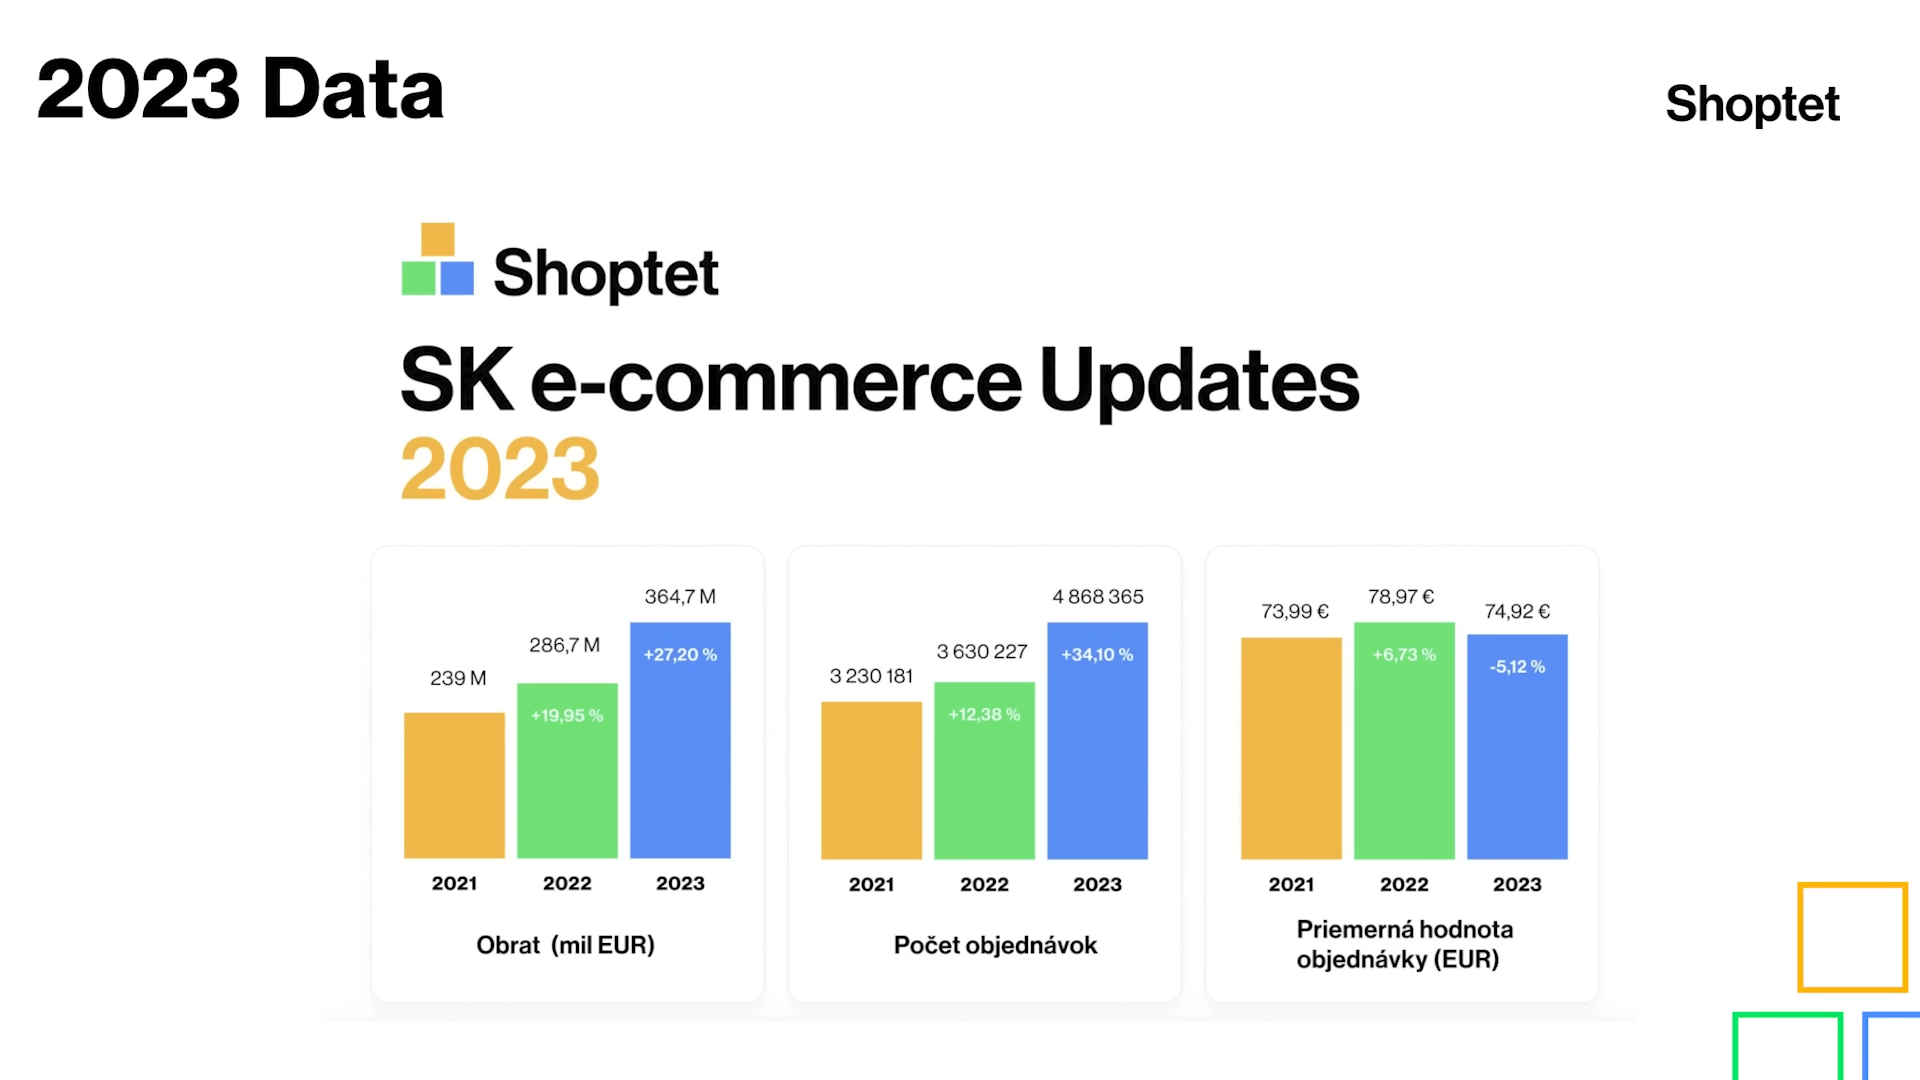 2023 Data
Shoptet
Shoptet
SK e-commerce Updates
2023
239 M
286,7 M
364,7 M
+19,95 %
+27,20 %
2021
2022
2023
Obrat (mil EUR)
3 230 181
3 630 227
4 868 365
+12,38 %
+34,10 %
2021
2022
2023
Počet objednávok
73,99 €
78,97 €
74,92 €
+6,73 %
-5,12 %
2021
2022
2023
Priemerná hodnota
objednávky (EUR)